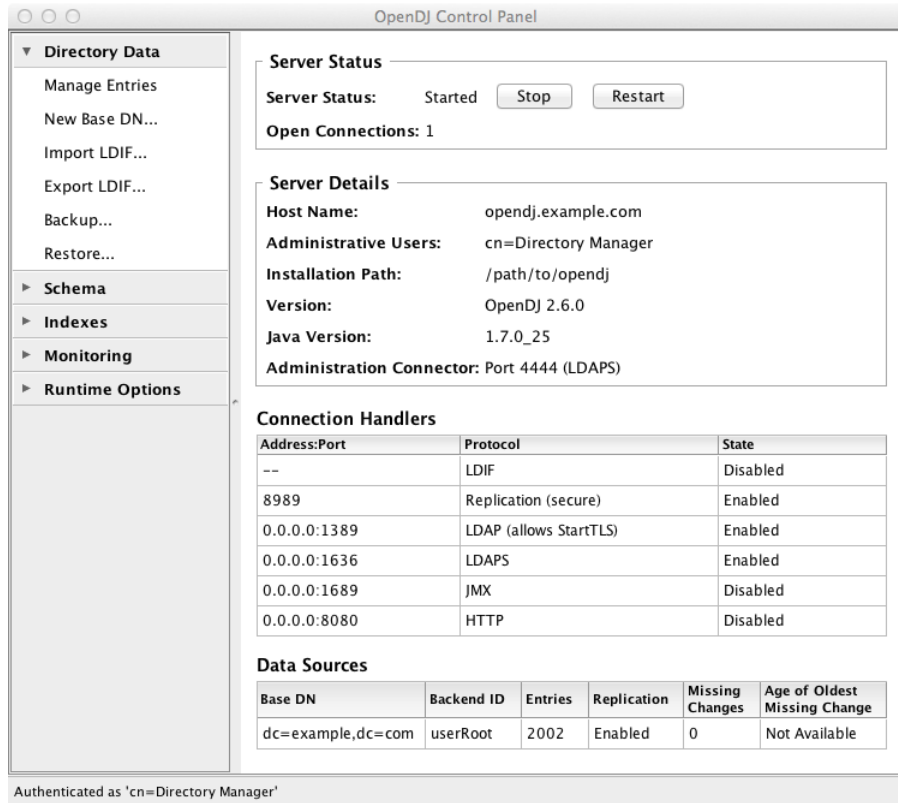 OpenDJ Control Panel
Directory Data
Manage Entries
New Base DN...
Import LDIF...
Export LDIF...
Backup...
Restore...
Schema
Indexes
Monitoring
Runtime Options
Server Status
Server Status: Started Stop Restart
Open Connections: 1
Server Details
Host Name: opendj.example.com
Administrative Users: cn=Directory Manager
Installation Path: /path/to/opendj
Version: OpenDJ 2.6.0
Java Version: 1.7.0_25
Administration Connector: Port 4444 (LDAPS)
Connection Handlers
Address:Port Protocol State
-- LDIF Disabled
8989 Replication (secure) Enabled
0.0.0.0:1389 LDAP (allows StartTLS) Enabled
0.0.0.0:1636 LDAPS Enabled
0.0.0.0:1689 JMX Disabled
0.0.0.0:8080 HTTP Disabled
Data Sources
Base DN Backend ID Entries Replication Missing Changes Age of Oldest Missing Change
dc=example,dc=com userRoot 2002 Enabled 0 Not Available
Authenticated as 'cn=Directory Manager'